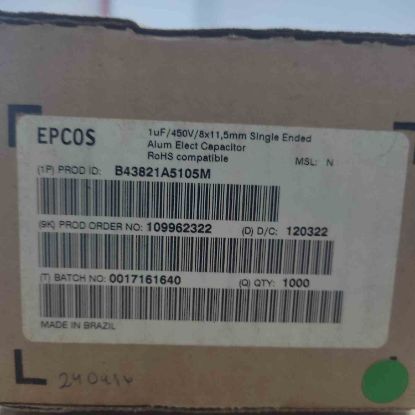 EPCOS
1uF/450V/8x11,5mm Single Ended
Alum Elect Capacitor
RoHS compatible
MSL: N
(1P) PROD ID: B43821A5105M
(9K) PROD ORDER NO: 109962322 (D) D/C: 120322
(T) BATCH NO: 0017161640 (Q) QTY: 1000
MADE IN BRAZIL